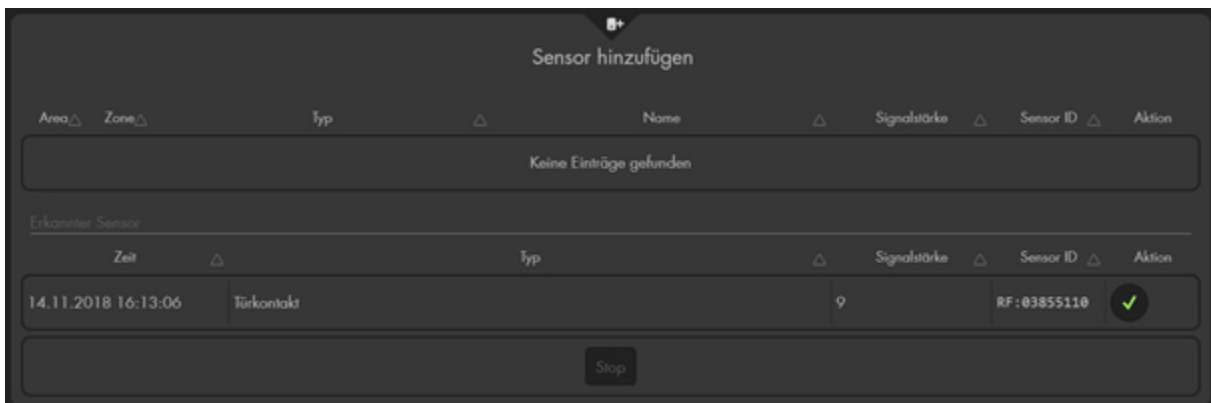 Sensor hinzufügen
Area Zone Typ Name Signalstärke Sensor ID Aktion
Keine Einträge gefunden
Erkannter Sensor
Zeit Typ Signalstärke Sensor ID Aktion
14.11.2018 16:13:06 Türkontakt 9 RF:03855110
Stop